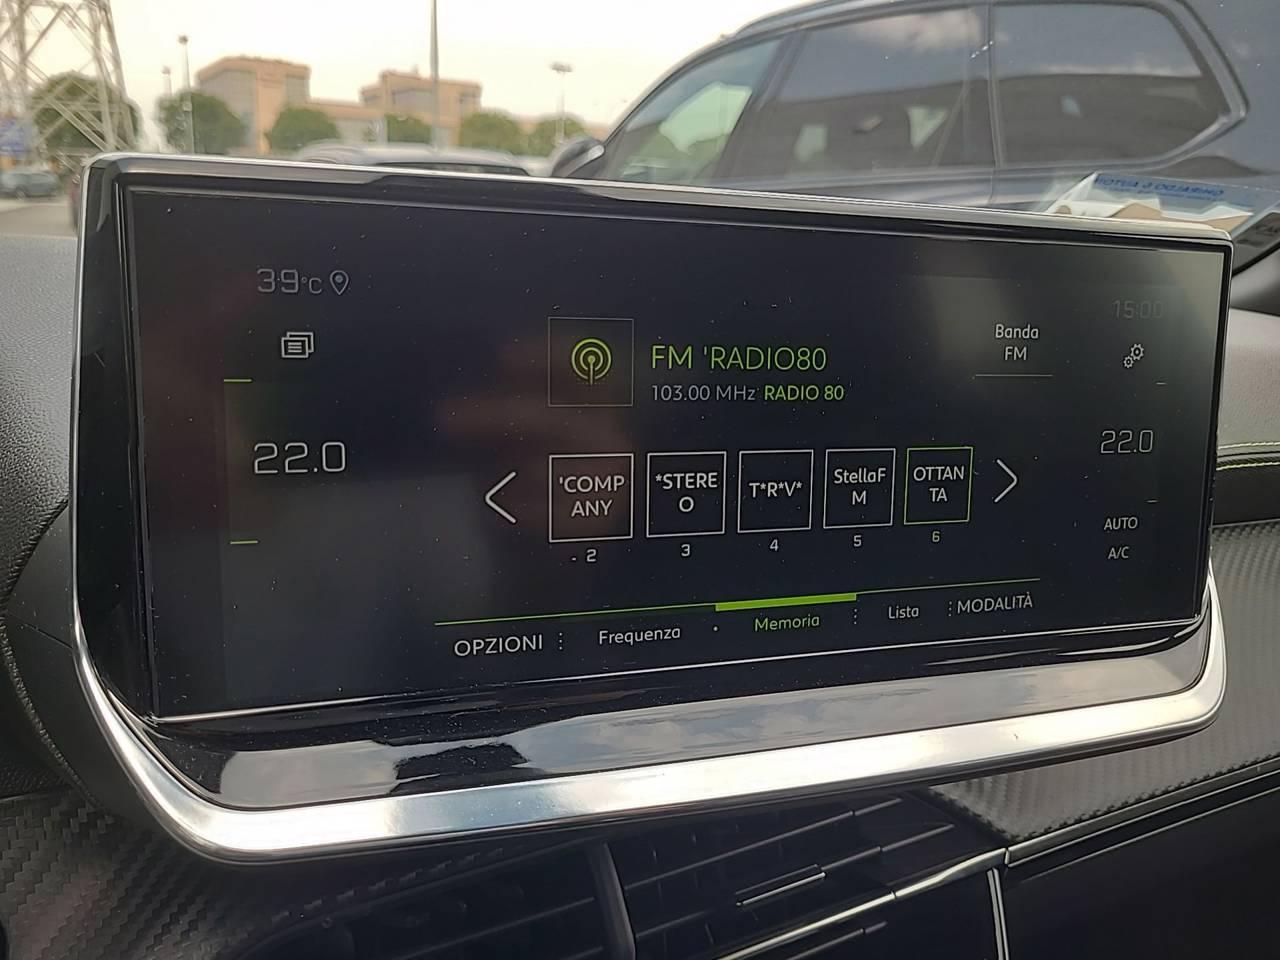 39°C
15:00
Banda
FM
FM 'RADIO80
103.00 MHz RADIO 80
22.0
22.0
'COMP
ANY
*STERE
O
T*R*V*
StellaF
M
OTTAN
TA
- 2
3
4
5
6
AUTO
A/C
OPZIONI
Frequenza
Memoria
Lista
MODALITÀ